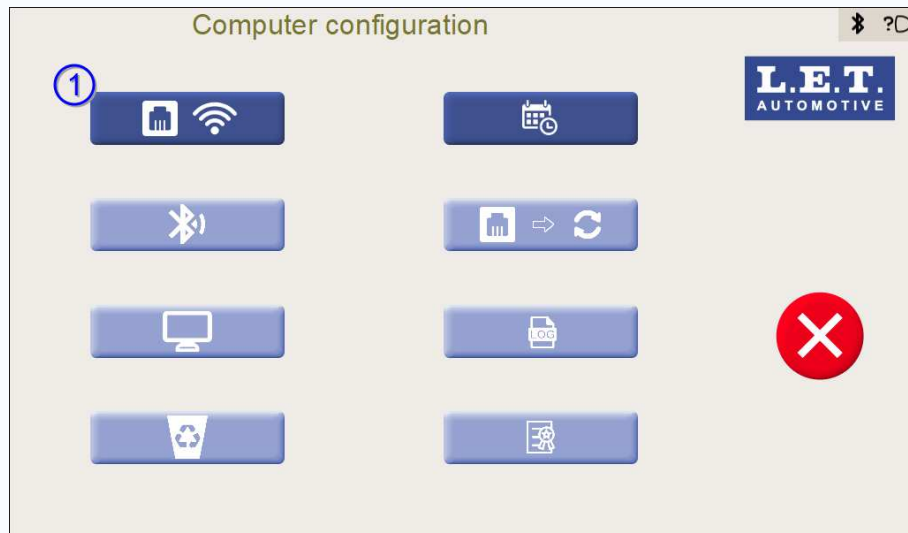 Computer configuration
?
1
L.E.T.
AUTOMOTIVE
LOG